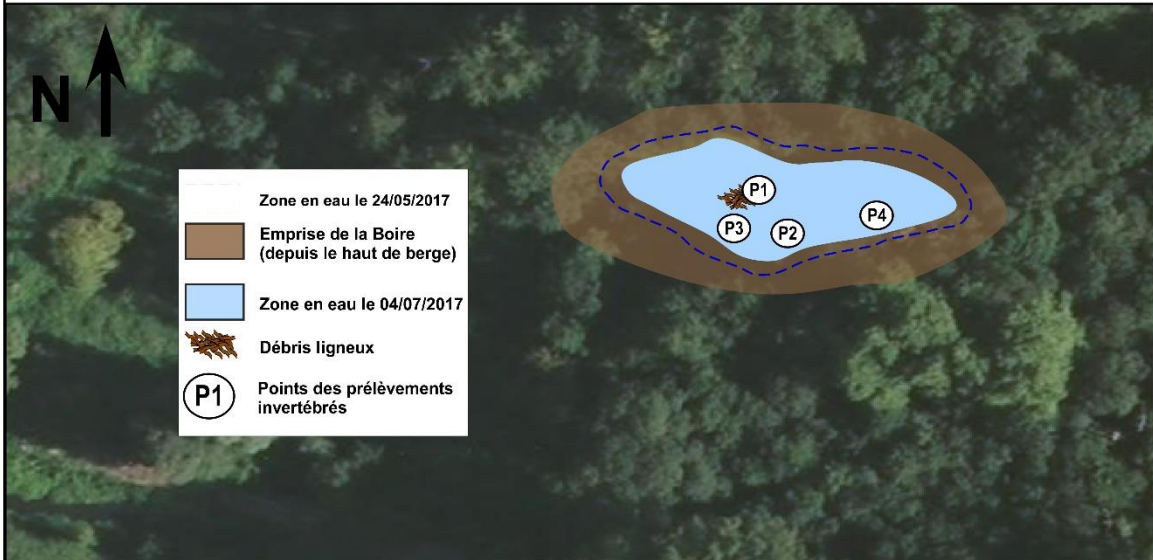 N
Zone en eau le 24/05/2017
Emprise de la Boire
(depuis le haut de berge)
Zone en eau le 04/07/2017
Débris ligneux
P1
Points des prélèvements
invertébrés
P1
P3
P2
P4